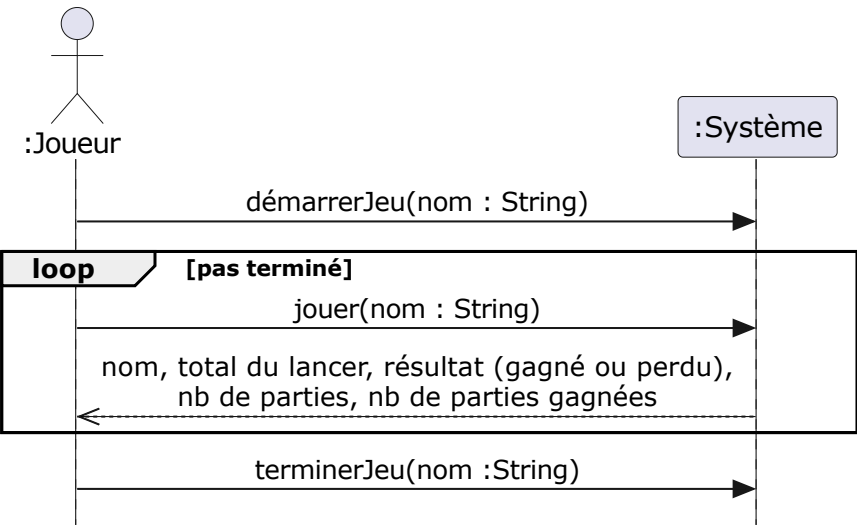 :Joueur
:Système
démarrerJeu(nom : String)
loop
[pas terminé]
jouer(nom : String)
nom, total du lancer, résultat (gagné ou perdu),
nb de parties, nb de parties gagnées
terminerJeu(nom :String)